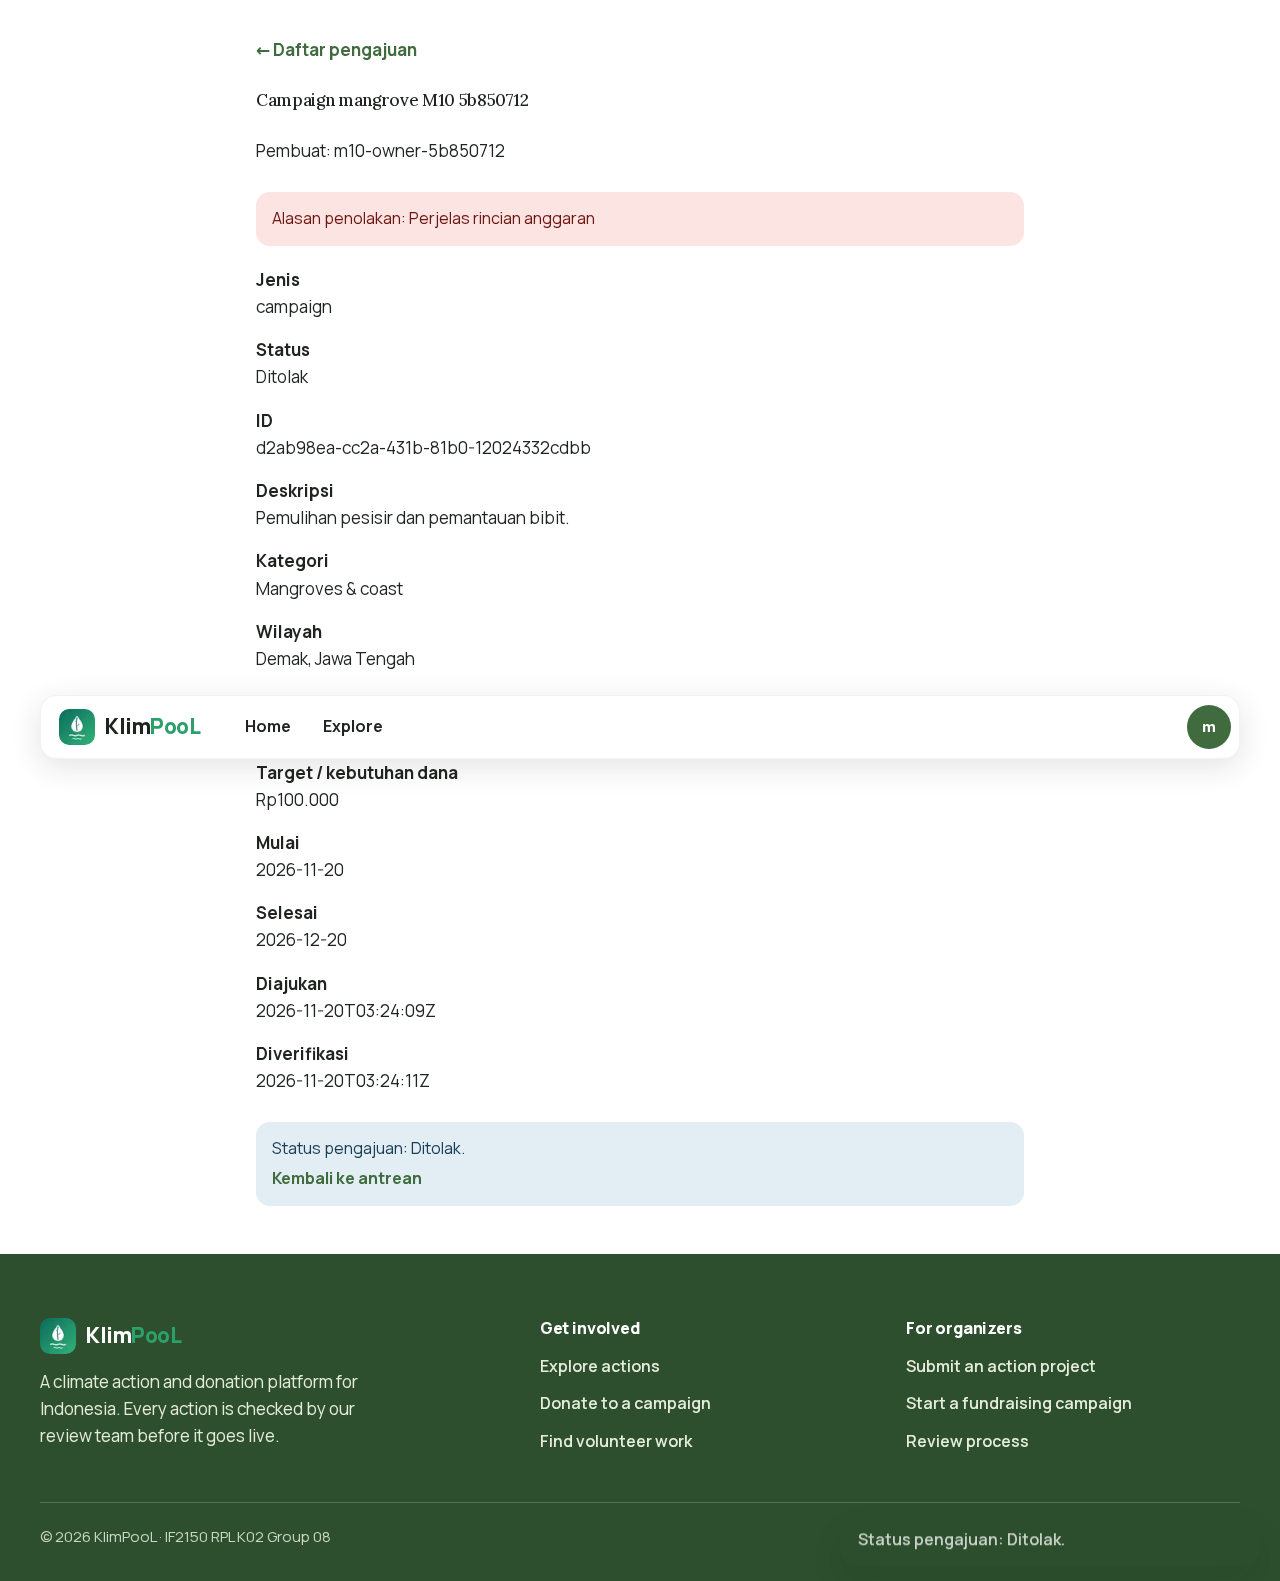 ← Daftar pengajuan
Campaign mangrove M10 5b850712
Pembuat: m10-owner-5b850712
Alasan penolakan: Perjelas rincian anggaran
Jenis
campaign
Status
Ditolak
ID
d2ab98ea-cc2a-431b-81b0-12024332cdbb
Deskripsi
Pemulihan pesisir dan pemantauan bibit.
Kategori
Mangroves & coast
Wilayah
Demak, Jawa Tengah
KlimPooL
Home
Explore
m
Target / kebutuhan dana
Rp100.000
Mulai
2026-11-20
Selesai
2026-12-20
Diajukan
2026-11-20T03:24:09Z
Diverifikasi
2026-11-20T03:24:11Z
Status pengajuan: Ditolak.
Kembali ke antrean
KlimPooL
A climate action and donation platform for
Indonesia. Every action is checked by our
review team before it goes live.
Get involved
Explore actions
Donate to a campaign
Find volunteer work
For organizers
Submit an action project
Start a fundraising campaign
Review process
© 2026 KlimPooL · IF2150 RPL K02 Group 08
Status pengajuan: Ditolak.